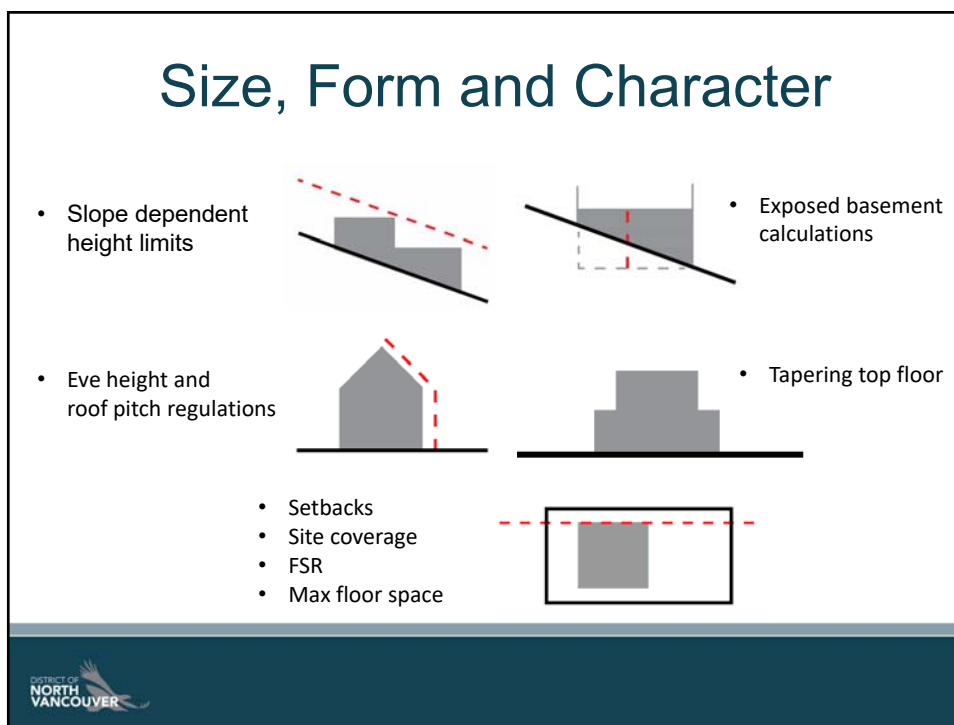 Size, Form and Character
• Slope dependent
height limits
• Exposed basement
calculations
• Eve height and
roof pitch regulations
• Tapering top floor
• Setbacks
• Site coverage
• FSR
• Max floor space
DISTRICT OF
NORTH
VANCOUVER